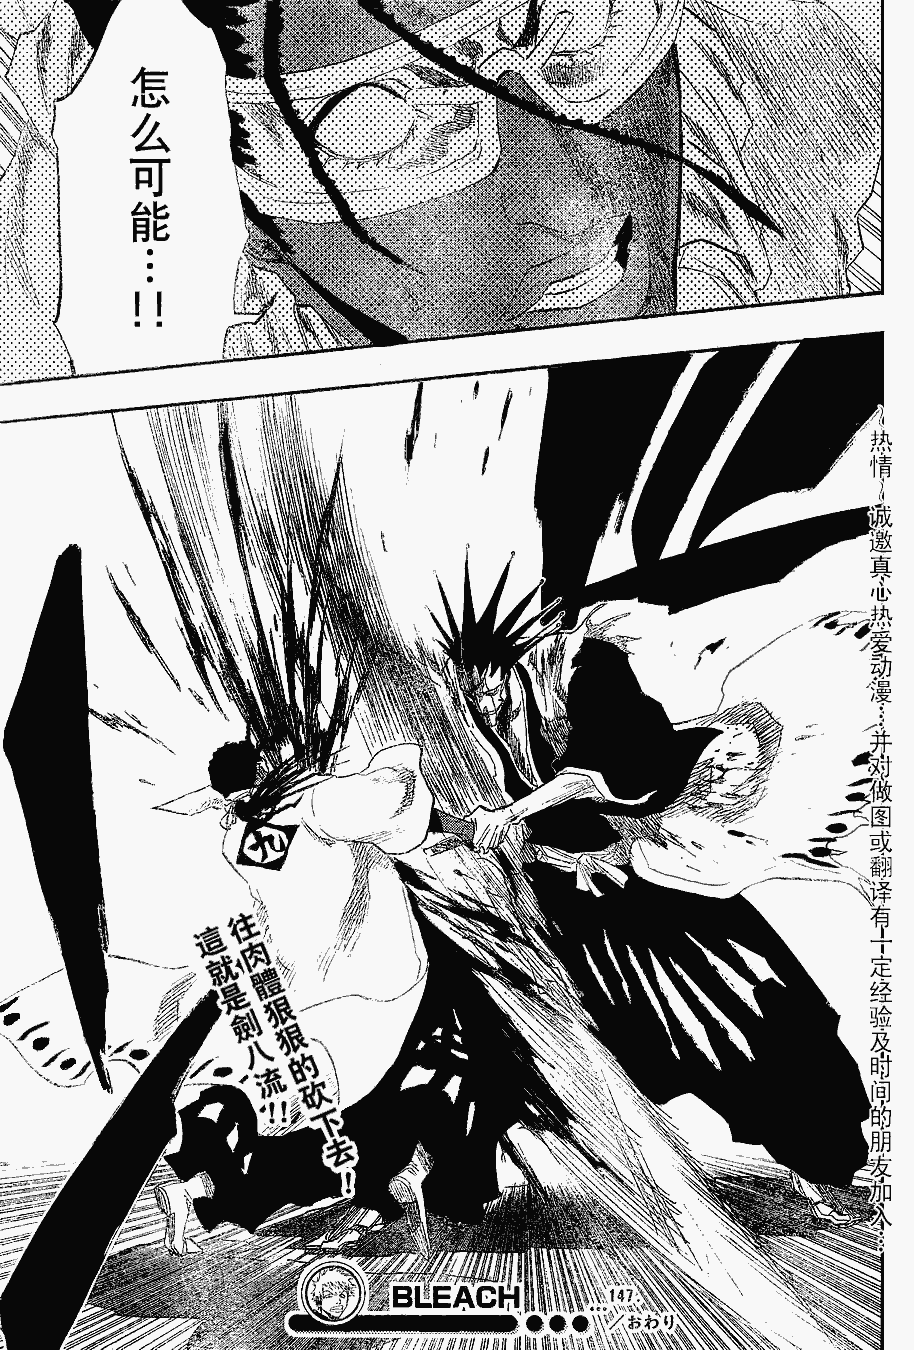 怎么可能…!!
～热情～诚邀真心热爱动漫…并对做图或翻译有一定经验及时间的朋友加入…
九
往肉體狠狠的砍下去！
這就是劍八流!!
BLEACH
147.
…／おわり